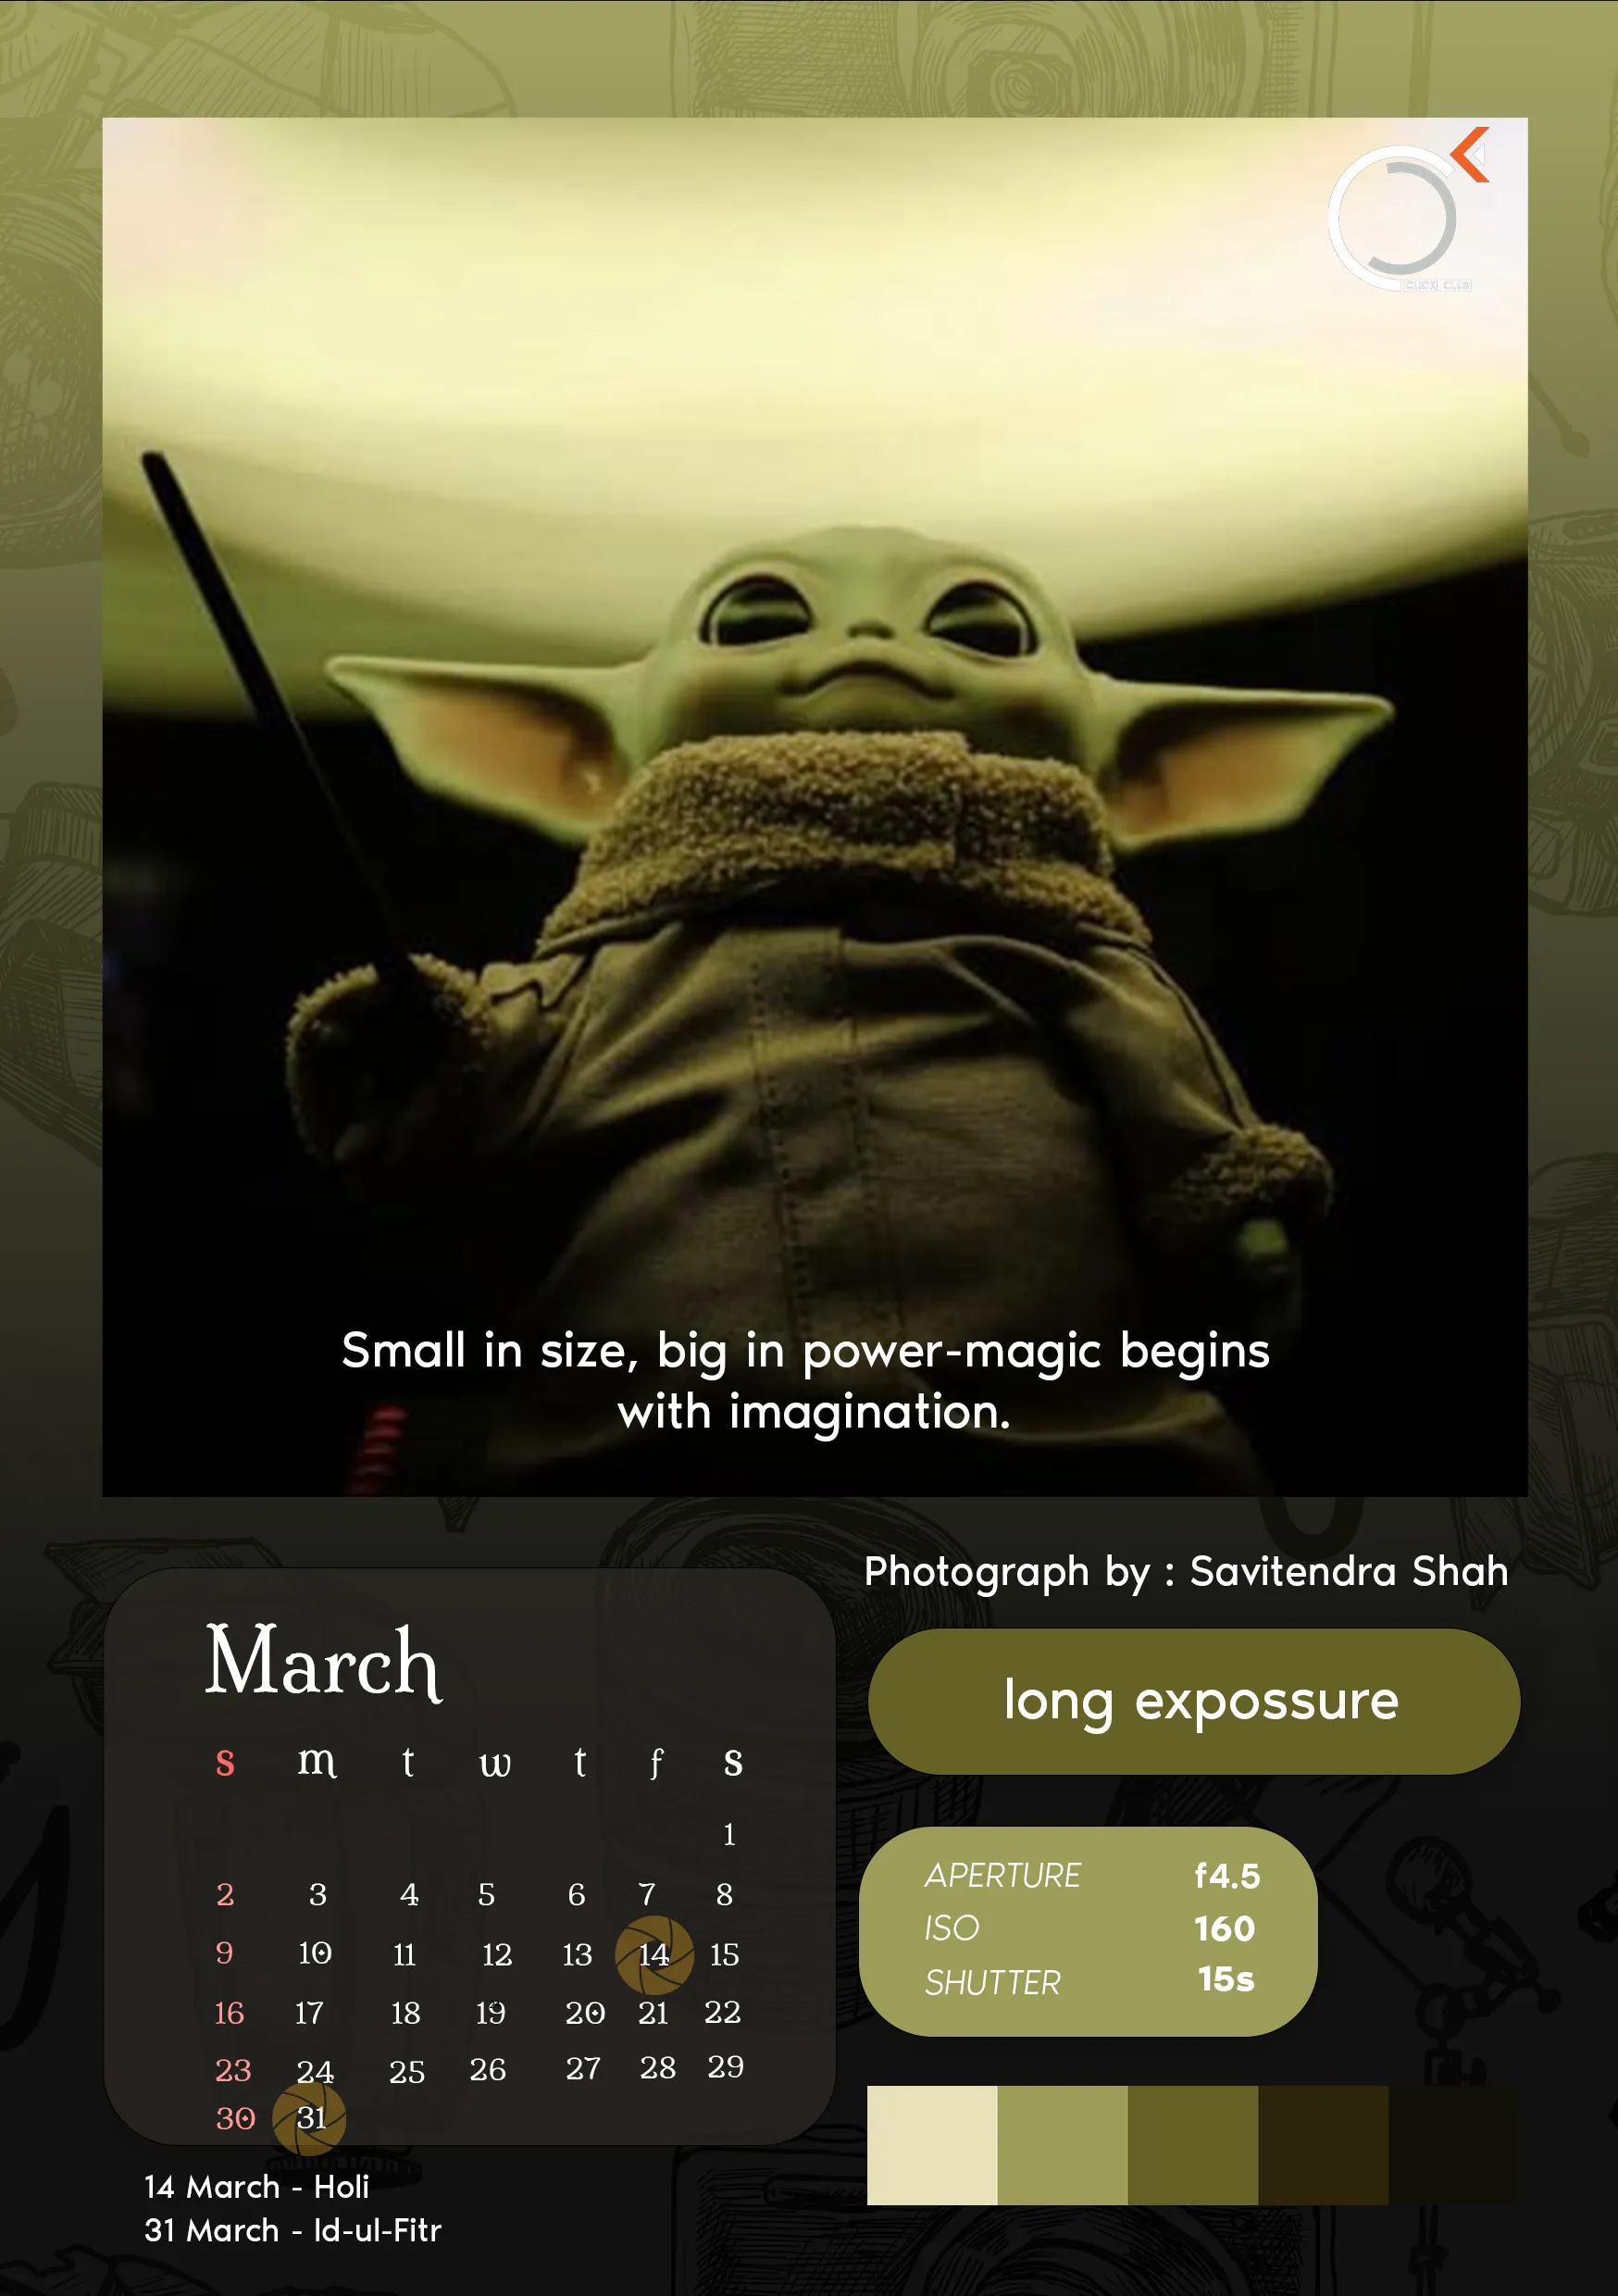 CLICK CLUB
Small in size, big in power-magic begins
with imagination.
Photograph by : Savitendra Shah
long expossure
March
s m t w t f s
1
2 3 4 5 6 7 8
9 10 11 12 13 14 15
16 17 18 19 20 21 22
23 24 25 26 27 28 29
30 31
14 March - Holi
31 March - Id-ul-Fitr
APERTURE f4.5
ISO 160
SHUTTER 15s